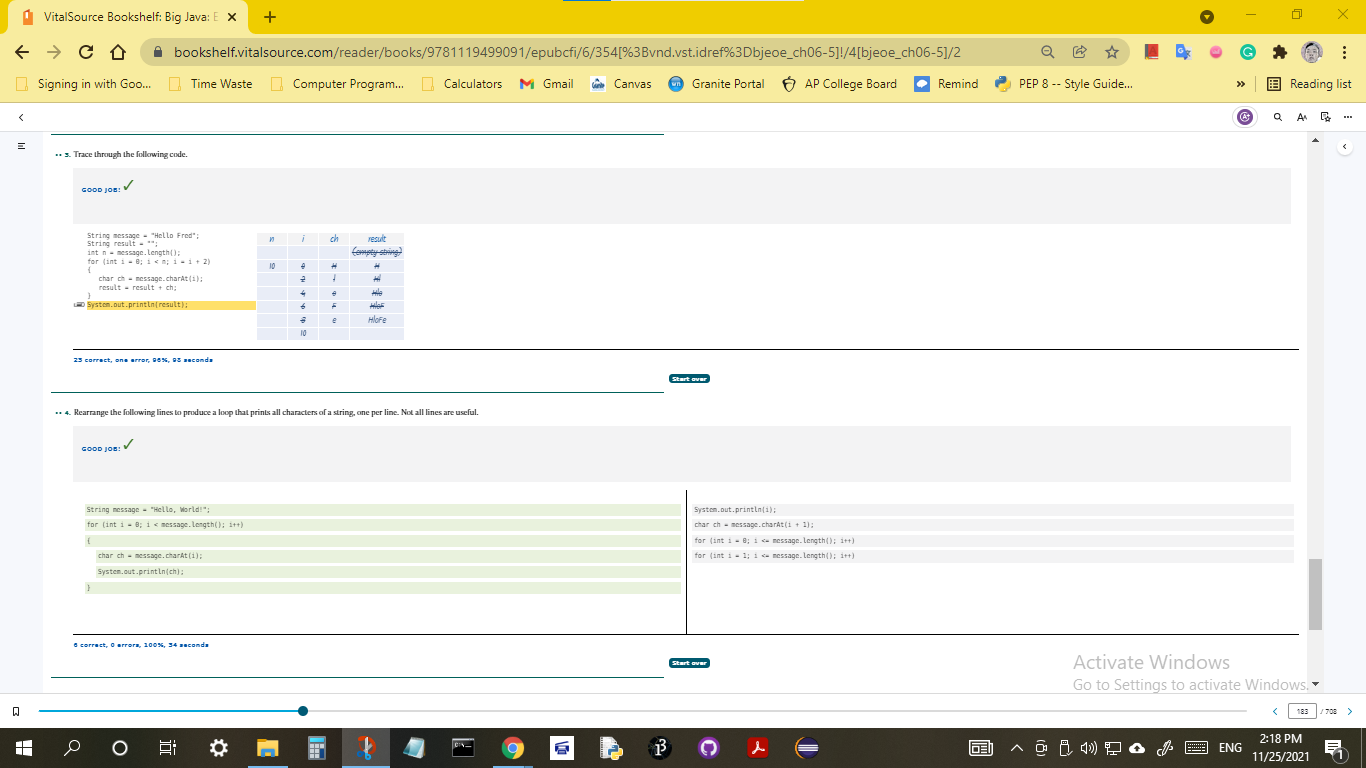 VitalSource Bookshelf: Big Java: E
bookshelf.vitalsource.com/reader/books/9781119499091/epubcfi/6/354[%3Bvnd.vst.idref%3Dbjeoe_ch06-5]!/4[bjeoe_ch06-5]/2
Signing in with Goo... Time Waste Computer Program... Calculators Gmail Canvas Granite Portal AP College Board Remind PEP 8 -- Style Guide... » Reading list
•• 3. Trace through the following code.
GOOD JOB!
String message = "Hello Fred";
String result = "";
int n = message.length();
for (int i = 0; i < n; i = i + 2)
{
char ch = message.charAt(i);
result = result + ch;
}
System.out.println(result);
n i ch result
(empty string)
10 0 H H
2 l Hl
4 o Hlo
6 F HloF
8 e HloFe
10
23 correct, one error, 96%, 98 seconds
Start over
•• 4. Rearrange the following lines to produce a loop that prints all characters of a string, one per line. Not all lines are useful.
GOOD JOB!
String message = "Hello, World!";
for (int i = 0; i < message.length(); i++)
{
char ch = message.charAt(i);
System.out.println(ch);
}
System.out.println(i);
char ch = message.charAt(i + 1);
for (int i = 0; i <= message.length(); i++)
for (int i = 1; i <= message.length(); i++)
6 correct, 0 errors, 100%, 34 seconds
Start over
Activate Windows
Go to Settings to activate Windows.
183 / 708
ENG
2:18 PM
11/25/2021
1